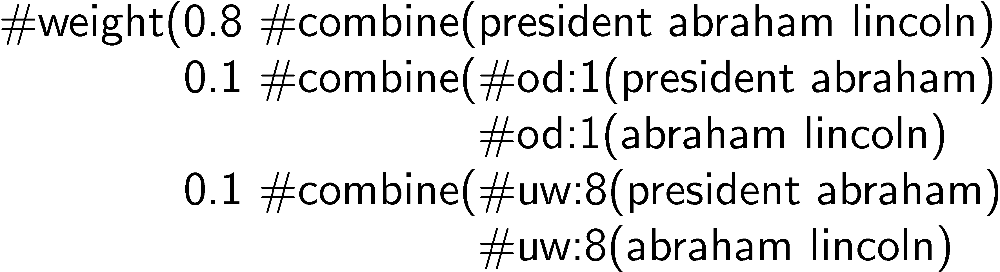 #weight(0.8 #combine(president abraham lincoln)
0.1 #combine(#od:1(president abraham)
#od:1(abraham lincoln)
0.1 #combine(#uw:8(president abraham)
#uw:8(abraham lincoln)